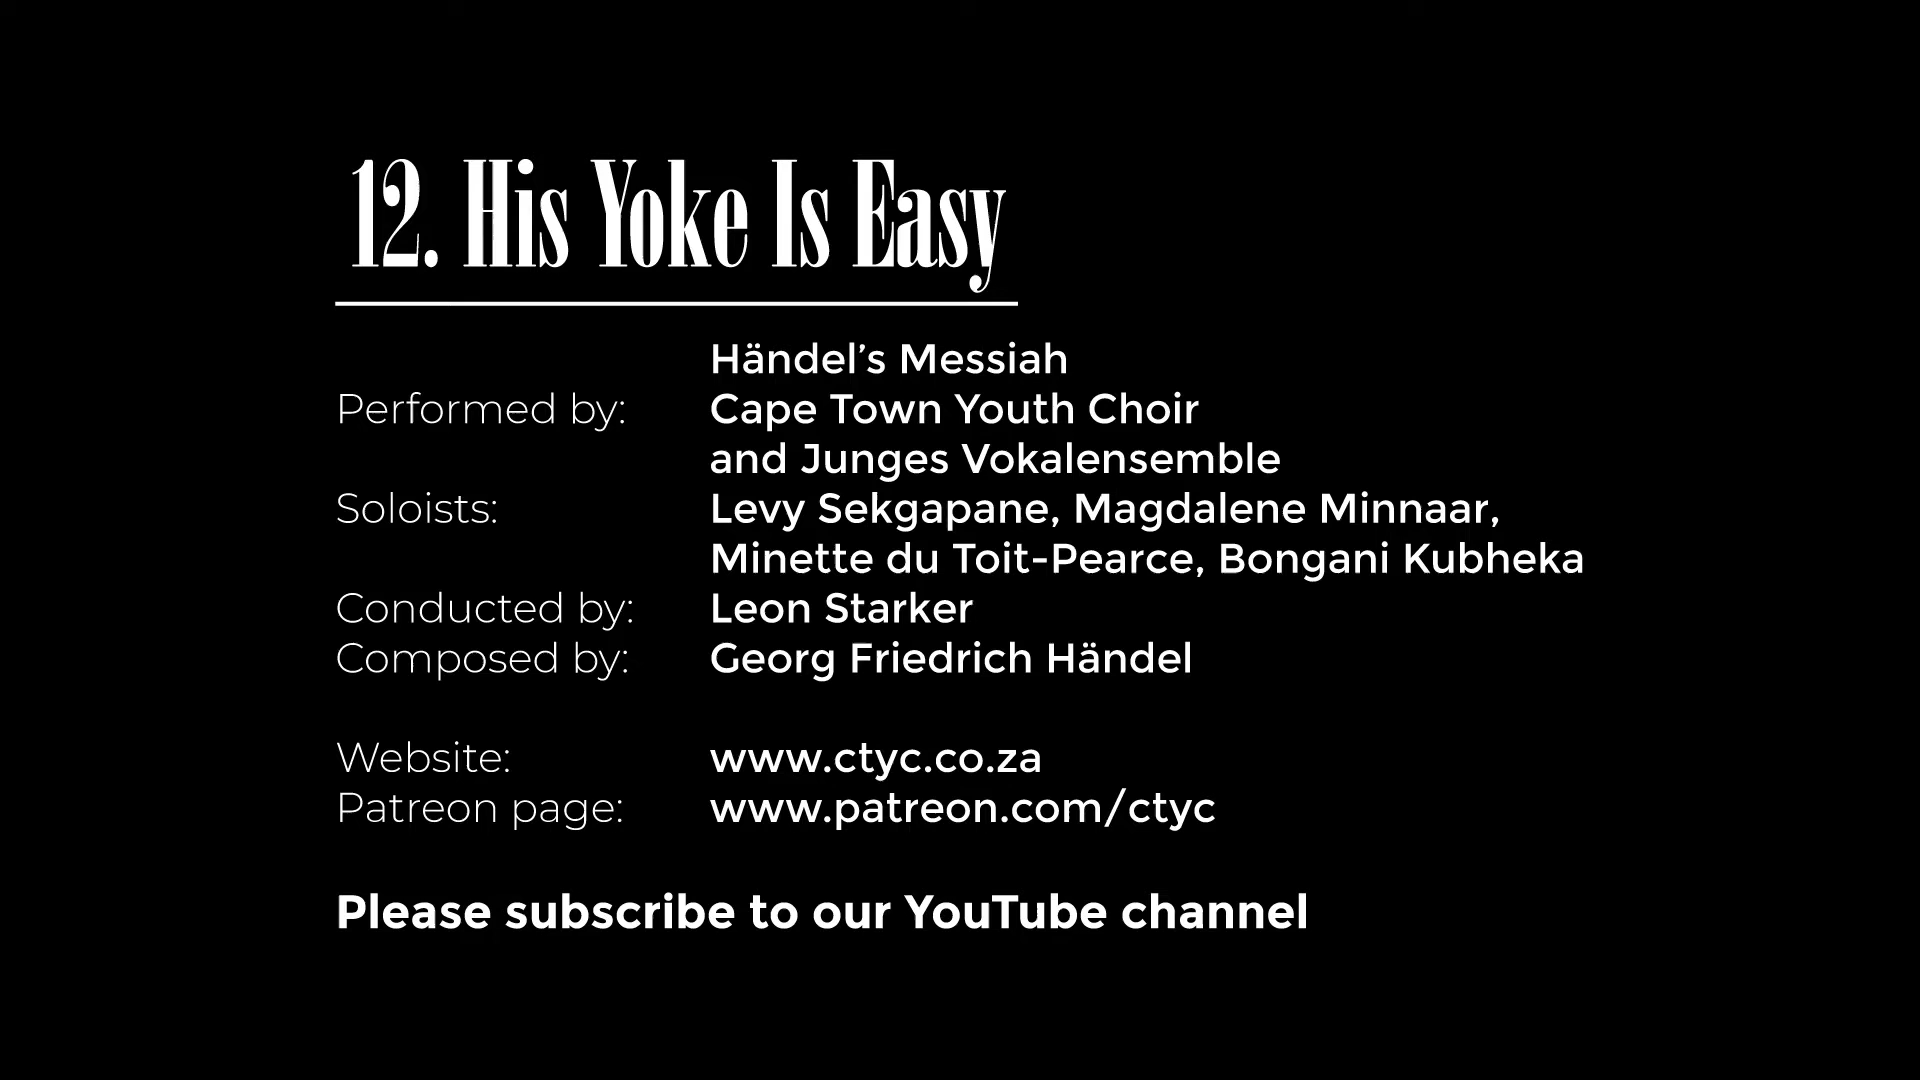 12. His Yoke Is Easy
Händel’s Messiah
Performed by: Cape Town Youth Choir
and Junges Vokalensemble
Soloists: Levy Sekgapane, Magdalene Minnaar,
Minette du Toit-Pearce, Bongani Kubheka
Conducted by: Leon Starker
Composed by: Georg Friedrich Händel
Website: www.ctyc.co.za
Patreon page: www.patreon.com/ctyc
Please subscribe to our YouTube channel